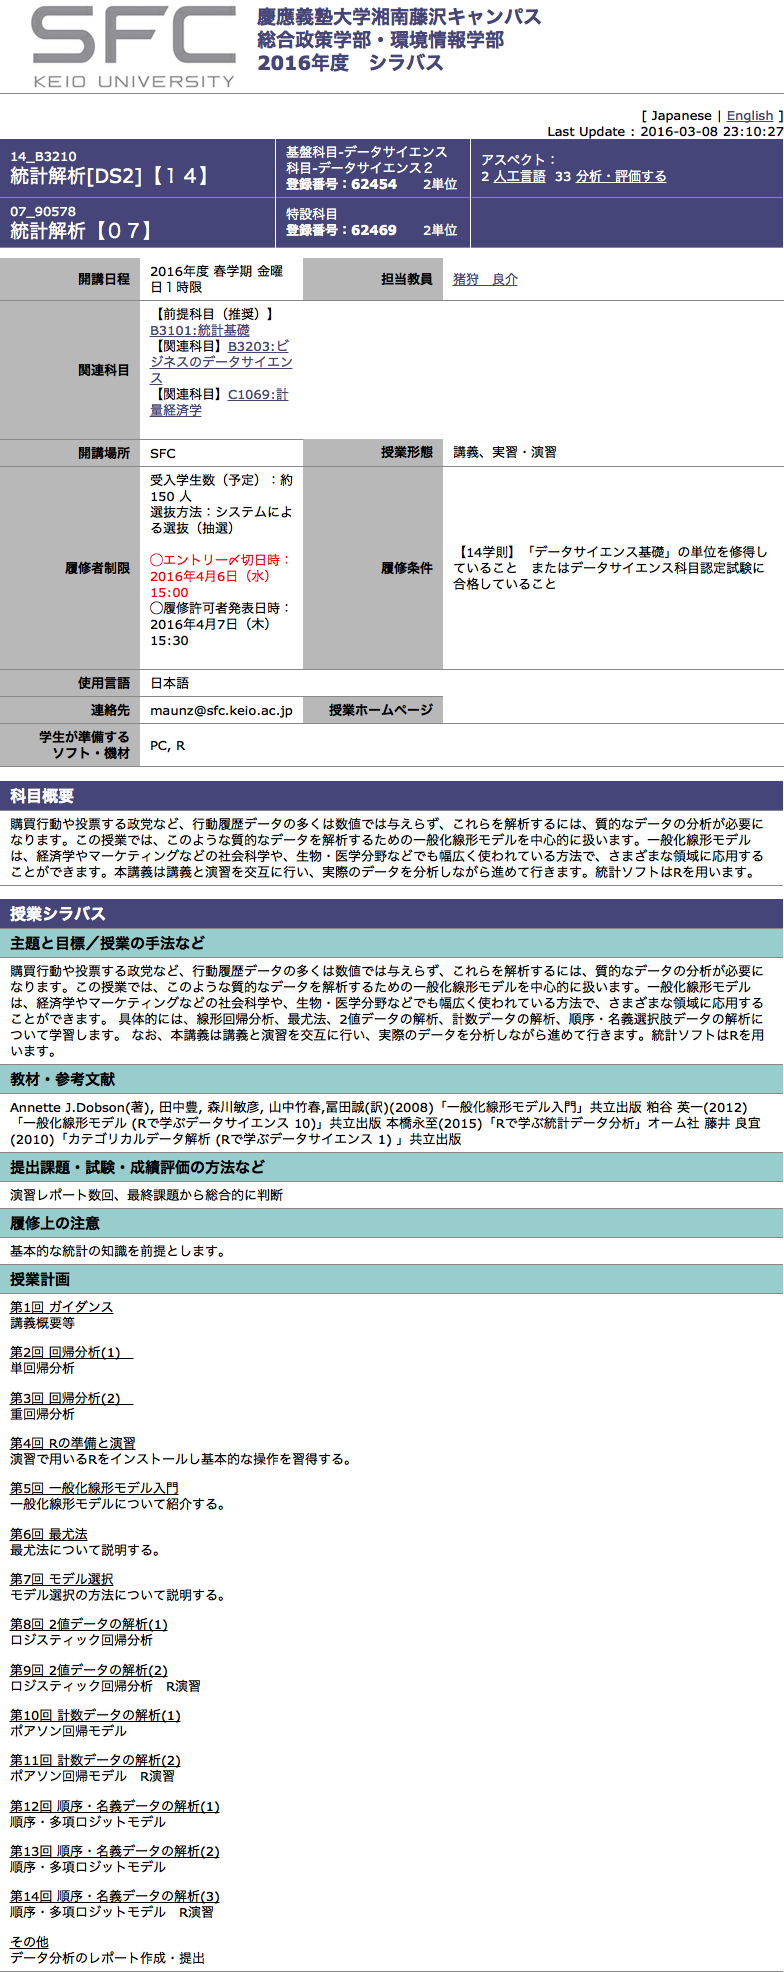 SFC
KEIO UNIVERSITY
慶應義塾大学湘南藤沢キャンパス
総合政策学部・環境情報学部
2016年度　シラバス
[ Japanese | English ]
Last Update : 2016-03-08 23:10:27
14_B3210
統計解析[DS2]【１４】
基盤科目-データサイエンス
科目-データサイエンス２
登録番号：62454　　2単位
アスペクト：
2 人工言語  33 分析・評価する
07_90578
統計解析【０７】
特設科目
登録番号：62469　　2単位
開講日程
2016年度 春学期 金曜
日１時限
担当教員
猪狩　良介
関連科目
【前提科目（推奨）】
B3101:統計基礎
【関連科目】B3203:ビ
ジネスのデータサイエン
ス
【関連科目】C1069:計
量経済学
開講場所
SFC
授業形態
講義、実習・演習
履修者制限
受入学生数（予定）：約
150 人
選抜方法：システムによ
る選抜（抽選）
◯エントリー〆切日時：
2016年4月6日（水）
15:00
◯履修許可者発表日時：
2016年4月7日（木）
15:30
履修条件
【14学則】「データサイエンス基礎」の単位を修得し
ていること　またはデータサイエンス科目認定試験に
合格していること
使用言語
日本語
連絡先
maunz@sfc.keio.ac.jp
授業ホームページ
学生が準備する
ソフト・機材
PC, R
科目概要
購買行動や投票する政党など、行動履歴データの多くは数値では与えらず、これらを解析するには、質的なデータの分析が必要に
なります。この授業では、このような質的なデータを解析するための一般化線形モデルを中心的に扱います。一般化線形モデル
は、経済学やマーケティングなどの社会科学や、生物・医学分野などでも幅広く使われている方法で、さまざまな領域に応用する
ことができます。本講義は講義と演習を交互に行い、実際のデータを分析しながら進めて行きます。統計ソフトはRを用います。
授業シラバス
主題と目標／授業の手法など
購買行動や投票する政党など、行動履歴データの多くは数値では与えらず、これらを解析するには、質的なデータの分析が必要に
なります。この授業では、このような質的なデータを解析するための一般化線形モデルを中心的に扱います。一般化線形モデル
は、経済学やマーケティングなどの社会科学や、生物・医学分野などでも幅広く使われている方法で、さまざまな領域に応用する
ことができます。 具体的には、線形回帰分析、最尤法、2値データの解析、計数データの解析、順序・名義選択肢データの解析に
ついて学習します。 なお、本講義は講義と演習を交互に行い、実際のデータを分析しながら進めて行きます。統計ソフトはRを用
います。
教材・参考文献
Annette J.Dobson(著), 田中豊, 森川敏彦, 山中竹春,冨田誠(訳)(2008)「一般化線形モデル入門」共立出版 粕谷 英一(2012)
「一般化線形モデル (Rで学ぶデータサイエンス 10)」共立出版 本橋永至(2015)「Rで学ぶ統計データ分析」オーム社 藤井 良宜
(2010)「カテゴリカルデータ解析 (Rで学ぶデータサイエンス 1) 」共立出版
提出課題・試験・成績評価の方法など
演習レポート数回、最終課題から総合的に判断
履修上の注意
基本的な統計の知識を前提とします。
授業計画
第1回 ガイダンス
講義概要等
第2回 回帰分析(1)
単回帰分析
第3回 回帰分析(2)
重回帰分析
第4回 Rの準備と演習
演習で用いるRをインストールし基本的な操作を習得する。
第5回 一般化線形モデル入門
一般化線形モデルについて紹介する。
第6回 最尤法
最尤法について説明する。
第7回 モデル選択
モデル選択の方法について説明する。
第8回 2値データの解析(1)
ロジスティック回帰分析
第9回 2値データの解析(2)
ロジスティック回帰分析　R演習
第10回 計数データの解析(1)
ポアソン回帰モデル
第11回 計数データの解析(2)
ポアソン回帰モデル　R演習
第12回 順序・名義データの解析(1)
順序・多項ロジットモデル
第13回 順序・名義データの解析(2)
順序・多項ロジットモデル
第14回 順序・名義データの解析(3)
順序・多項ロジットモデル　R演習
その他
データ分析のレポート作成・提出